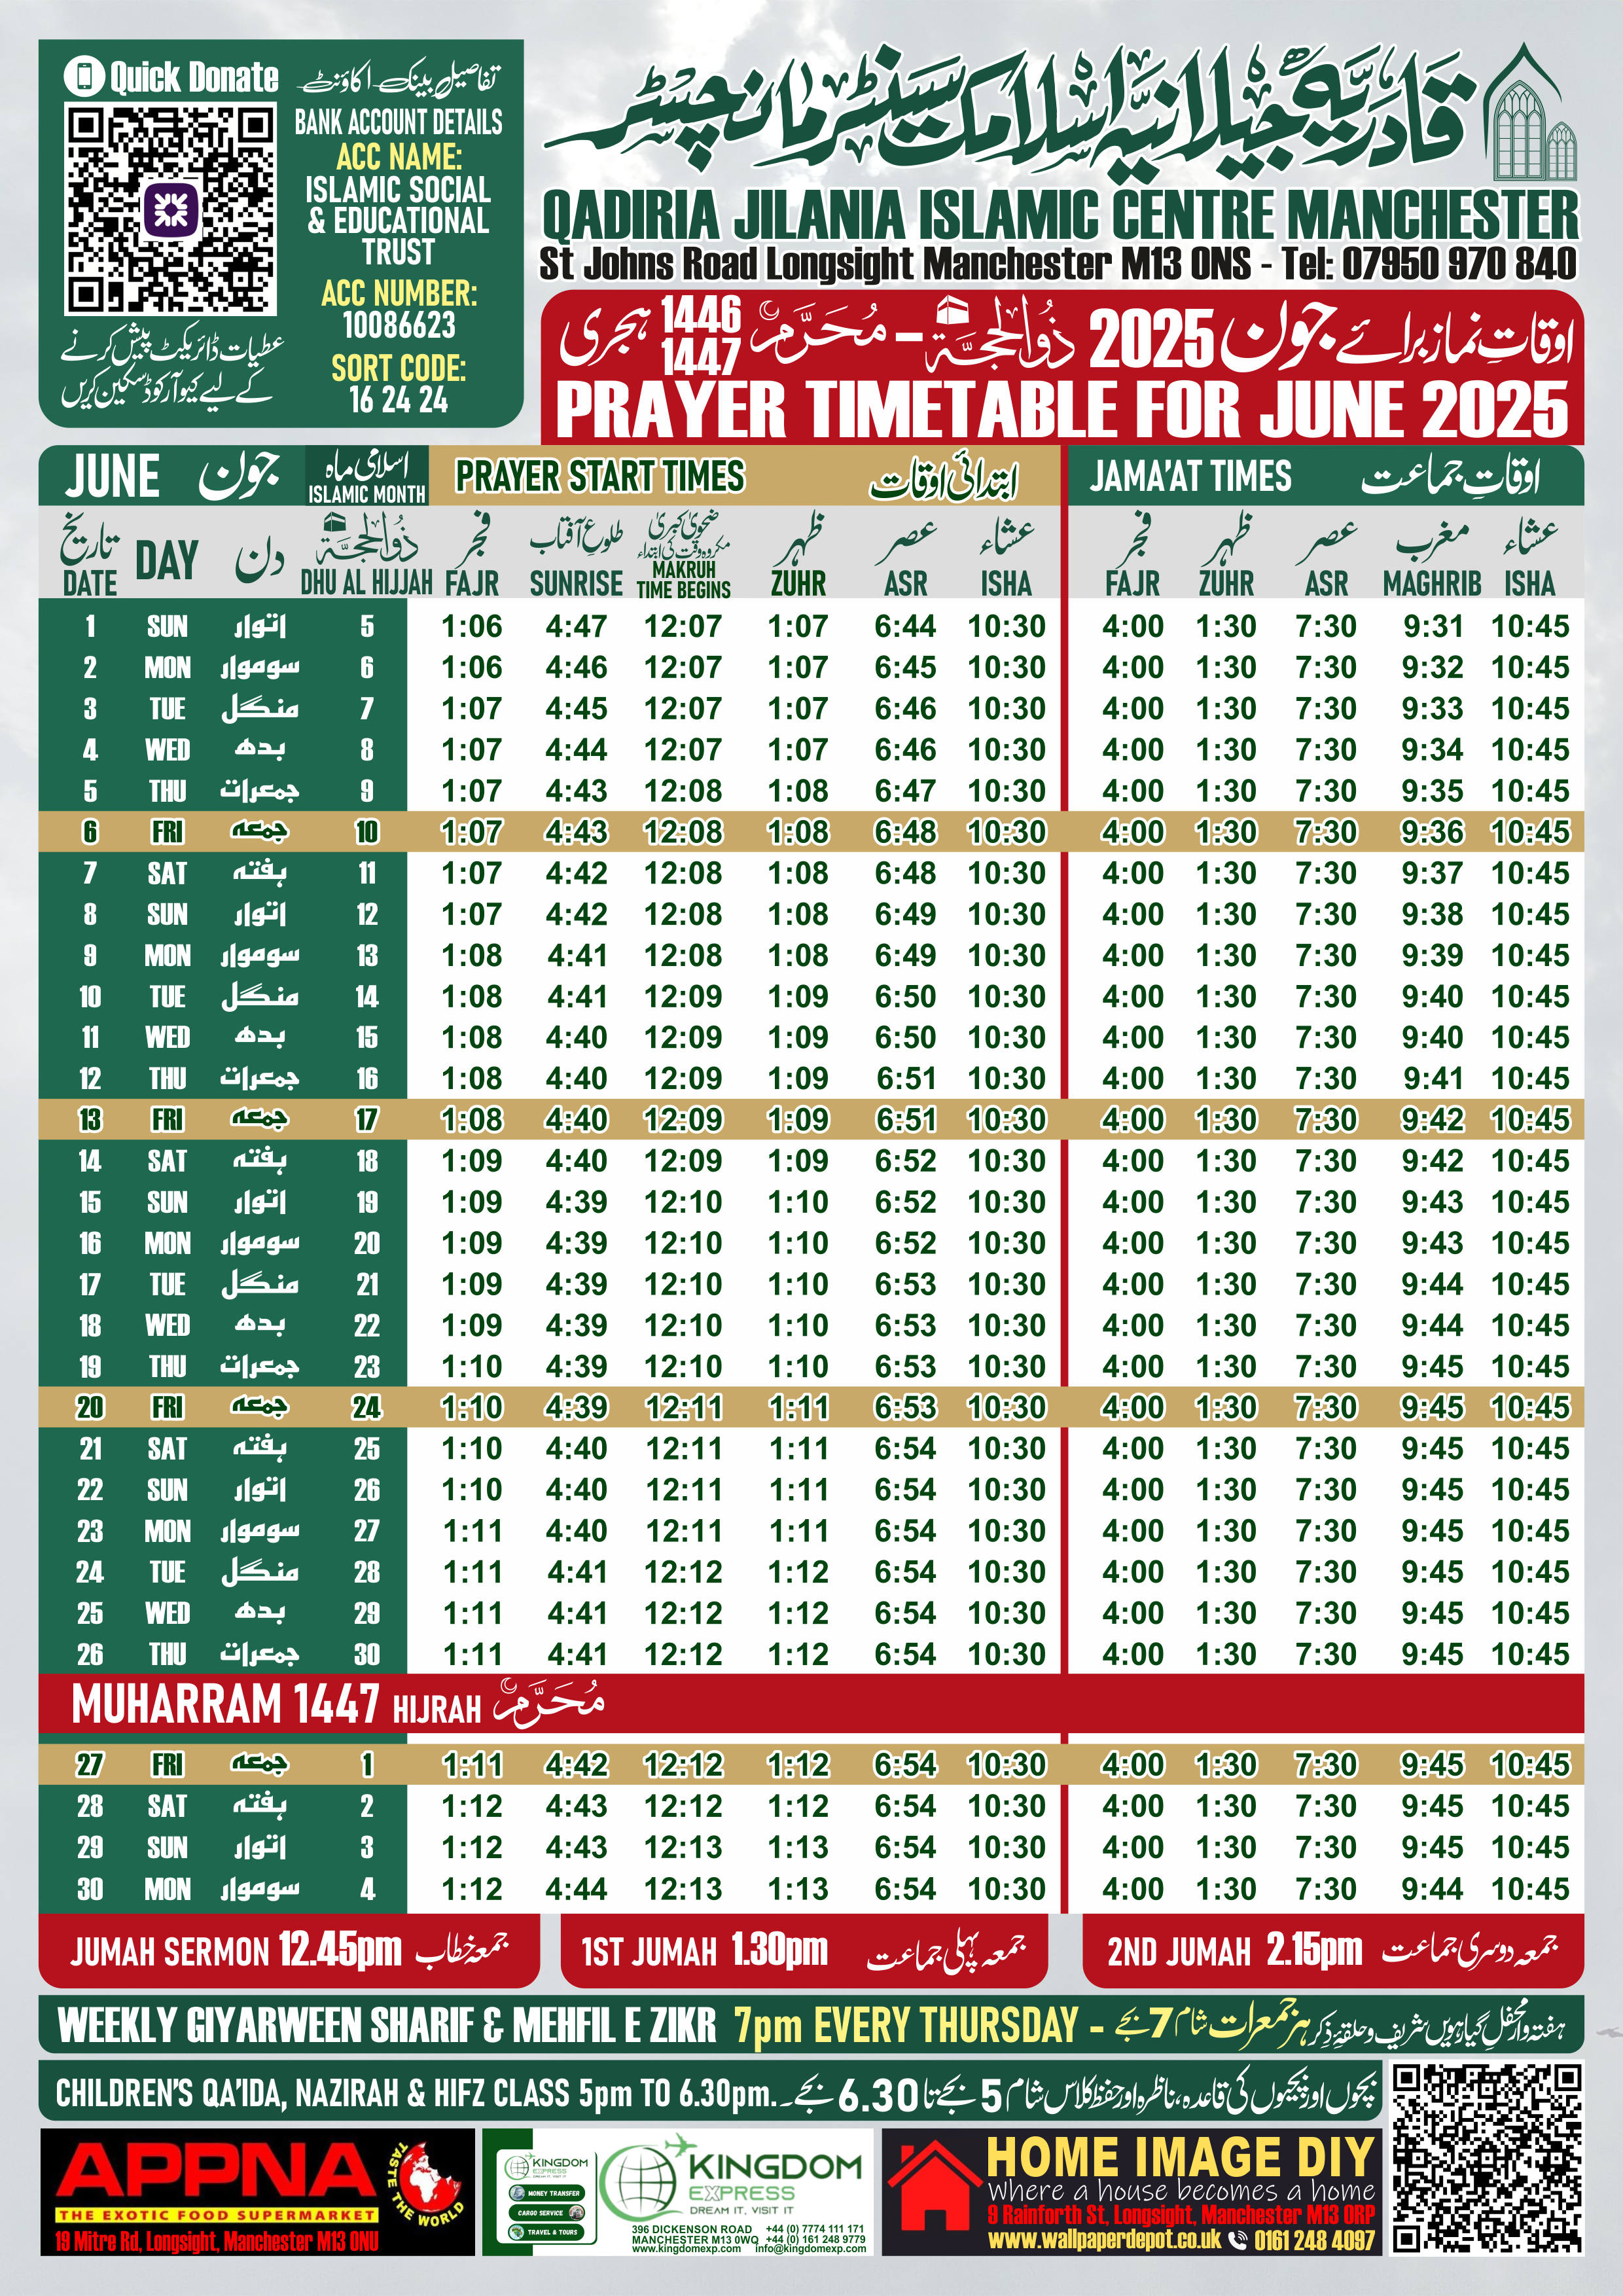 Quick Donate
تفاصیل بینک اکاؤنٹ
BANK ACCOUNT DETAILS
ACC NAME:
ISLAMIC SOCIAL
& EDUCATIONAL
TRUST
ACC NUMBER:
10086623
SORT CODE:
16 24 24
عطیات ڈائریکٹ پیش کرنے
کے لیے کیو آر کوڈ سکین کریں
قادریہ جیلانیہ اسلامک سینٹر مانچسٹر
QADIRIA JILANIA ISLAMIC CENTRE MANCHESTER
St Johns Road Longsight Manchester M13 0NS - Tel: 07950 970 840
اوقاتِ نماز برائے جون 2025 ذُوالحِجَّۃ – مُحَرَّم 1446 1447 ہجری
PRAYER TIMETABLE FOR JUNE 2025
JUNE جون اسلامی ماہ ISLAMIC MONTH PRAYER START TIMES ابتدائی اوقات JAMA'AT TIMES اوقاتِ جماعت
تاریخ DATE DAY دن ذُوالحِجَّۃ DHU AL HIJJAH فجر FAJR طلوع آفتاب SUNRISE ضحویٰ کبریٰ مکروہ وقت کی ابتداء MAKRUH TIME BEGINS ظہر ZUHR عصر ASR عشاء ISHA فجر FAJR ظہر ZUHR عصر ASR مغرب MAGHRIB عشاء ISHA
1 SUN اتوار 5 1:06 4:47 12:07 1:07 6:44 10:30 4:00 1:30 7:30 9:31 10:45
2 MON سوموار 6 1:06 4:46 12:07 1:07 6:45 10:30 4:00 1:30 7:30 9:32 10:45
3 TUE منگل 7 1:07 4:45 12:07 1:07 6:46 10:30 4:00 1:30 7:30 9:33 10:45
4 WED بدھ 8 1:07 4:44 12:07 1:07 6:46 10:30 4:00 1:30 7:30 9:34 10:45
5 THU جمعرات 9 1:07 4:43 12:08 1:08 6:47 10:30 4:00 1:30 7:30 9:35 10:45
6 FRI جمعہ 10 1:07 4:43 12:08 1:08 6:48 10:30 4:00 1:30 7:30 9:36 10:45
7 SAT ہفتہ 11 1:07 4:42 12:08 1:08 6:48 10:30 4:00 1:30 7:30 9:37 10:45
8 SUN اتوار 12 1:07 4:42 12:08 1:08 6:49 10:30 4:00 1:30 7:30 9:38 10:45
9 MON سوموار 13 1:08 4:41 12:08 1:08 6:49 10:30 4:00 1:30 7:30 9:39 10:45
10 TUE منگل 14 1:08 4:41 12:09 1:09 6:50 10:30 4:00 1:30 7:30 9:40 10:45
11 WED بدھ 15 1:08 4:40 12:09 1:09 6:50 10:30 4:00 1:30 7:30 9:40 10:45
12 THU جمعرات 16 1:08 4:40 12:09 1:09 6:51 10:30 4:00 1:30 7:30 9:41 10:45
13 FRI جمعہ 17 1:08 4:40 12:09 1:09 6:51 10:30 4:00 1:30 7:30 9:42 10:45
14 SAT ہفتہ 18 1:09 4:40 12:09 1:09 6:52 10:30 4:00 1:30 7:30 9:42 10:45
15 SUN اتوار 19 1:09 4:39 12:10 1:10 6:52 10:30 4:00 1:30 7:30 9:43 10:45
16 MON سوموار 20 1:09 4:39 12:10 1:10 6:52 10:30 4:00 1:30 7:30 9:43 10:45
17 TUE منگل 21 1:09 4:39 12:10 1:10 6:53 10:30 4:00 1:30 7:30 9:44 10:45
18 WED بدھ 22 1:09 4:39 12:10 1:10 6:53 10:30 4:00 1:30 7:30 9:44 10:45
19 THU جمعرات 23 1:10 4:39 12:10 1:10 6:53 10:30 4:00 1:30 7:30 9:45 10:45
20 FRI جمعہ 24 1:10 4:39 12:11 1:11 6:53 10:30 4:00 1:30 7:30 9:45 10:45
21 SAT ہفتہ 25 1:10 4:40 12:11 1:11 6:54 10:30 4:00 1:30 7:30 9:45 10:45
22 SUN اتوار 26 1:10 4:40 12:11 1:11 6:54 10:30 4:00 1:30 7:30 9:45 10:45
23 MON سوموار 27 1:11 4:40 12:11 1:11 6:54 10:30 4:00 1:30 7:30 9:45 10:45
24 TUE منگل 28 1:11 4:41 12:12 1:12 6:54 10:30 4:00 1:30 7:30 9:45 10:45
25 WED بدھ 29 1:11 4:41 12:12 1:12 6:54 10:30 4:00 1:30 7:30 9:45 10:45
26 THU جمعرات 30 1:11 4:41 12:12 1:12 6:54 10:30 4:00 1:30 7:30 9:45 10:45
MUHARRAM 1447 HIJRAH مُحَرَّم
27 FRI جمعہ 1 1:11 4:42 12:12 1:12 6:54 10:30 4:00 1:30 7:30 9:45 10:45
28 SAT ہفتہ 2 1:12 4:43 12:12 1:12 6:54 10:30 4:00 1:30 7:30 9:45 10:45
29 SUN اتوار 3 1:12 4:43 12:13 1:13 6:54 10:30 4:00 1:30 7:30 9:45 10:45
30 MON سوموار 4 1:12 4:44 12:13 1:13 6:54 10:30 4:00 1:30 7:30 9:44 10:45
JUMAH SERMON 12.45pm جمعہ خطاب
1ST JUMAH 1.30pm جمعہ پہلی جماعت
2ND JUMAH 2.15pm جمعہ دوسری جماعت
WEEKLY GIYARWEEN SHARIF & MEHFIL E ZIKR 7pm EVERY THURSDAY - ہفتہ وار محفلِ گیارہویں شریف و حلقۂ ذکر ہر جمعرات شام 7 بجے
CHILDREN'S QA'IDA, NAZIRAH & HIFZ CLASS 5pm TO 6.30pm. بچوں اور بچیوں کی قاعدہ، ناظرہ اور حفظ کلاس شام 5 بجے تا 6.30 بجے۔
APPNA
THE EXOTIC FOOD SUPERMARKET
19 Mitre Rd, Longsight, Manchester M13 0NU
TASTE THE WORLD
KINGDOM
EXPRESS
DREAM IT, VISIT IT
MONEY TRANSFER
CARGO SERVICE
TRAVEL & TOURS
KINGDOM
EXPRESS
DREAM IT, VISIT IT
396 DICKENSON ROAD +44 (0) 7774 111 171
MANCHESTER M13 0WQ +44 (0) 161 248 9779
www.kingdomexp.com info@kingdomexp.com
HOME IMAGE DIY
Where a house becomes a home
9 Rainforth St, Longsight, Manchester M13 0RP
www.wallpaperdepot.co.uk 0161 248 4097